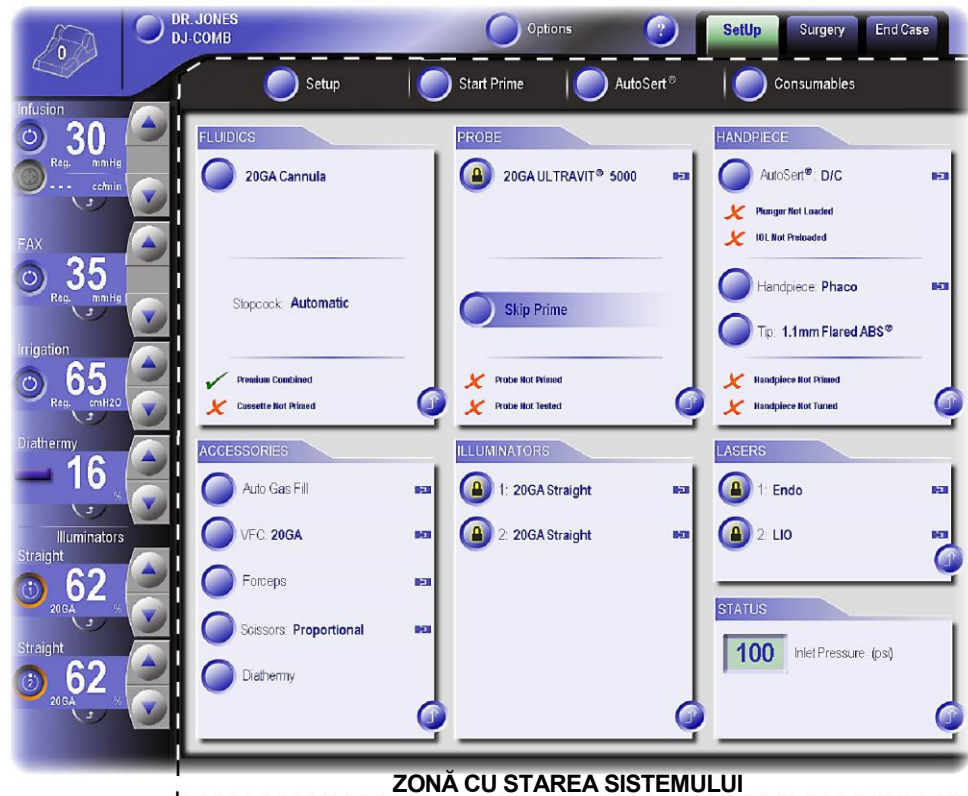 0
DR. JONES
DJ-COMB
Options
?
SetUp
Surgery
End Case
Setup
Start Prime
AutoSert®
Consumables
Infusion
30
Reg. mmHg
--- cc/min
FAX
35
Reg. mmHg
Irrigation
65
Reg. cmH2O
Diathermy
16
%
Illuminators
Straight
1
62
20GA %
Straight
2
62
20GA %
FLUIDICS
20GA Cannula
Stopcock: Automatic
Premium Combined
Cassette Not Primed
PROBE
20GA ULTRAVIT® 5000
Skip Prime
Probe Not Primed
Probe Not Tested
HANDPIECE
AutoSert®: D/C
Plunger Not Loaded
IOL Not Preloaded
Handpiece: Phaco
Tip: 1.1mm Flared ABS®
Handpiece Not Primed
Handpiece Not Tuned
ACCESSORIES
Auto Gas Fill
VFC: 20GA
Forceps
Scissors: Proportional
Diathermy
ILLUMINATORS
1: 20GA Straight
2: 20GA Straight
LASERS
1: Endo
2: LIO
STATUS
100 Inlet Pressure (psi)
ZONĂ CU STAREA SISTEMULUI